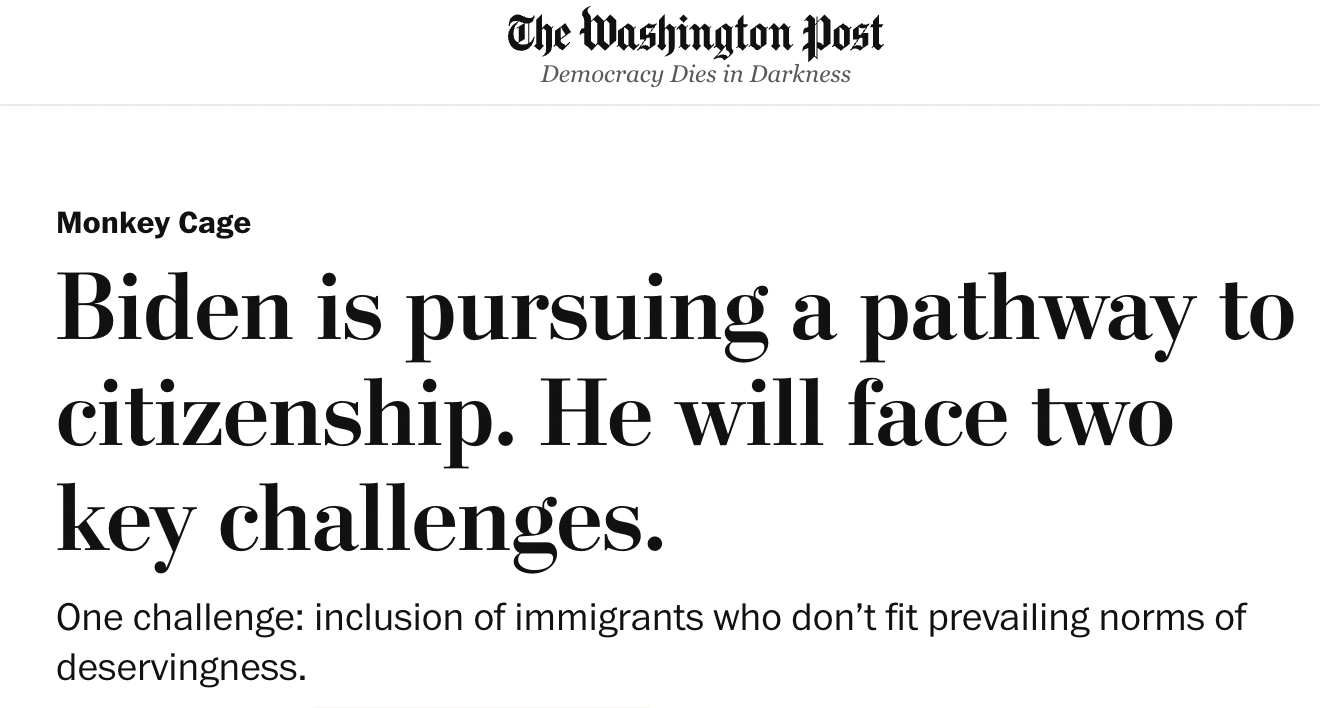 The Washington Post
Democracy Dies in Darkness
Monkey Cage
Biden is pursuing a pathway to
citizenship. He will face two
key challenges.
One challenge: inclusion of immigrants who don’t fit prevailing norms of
deservingness.